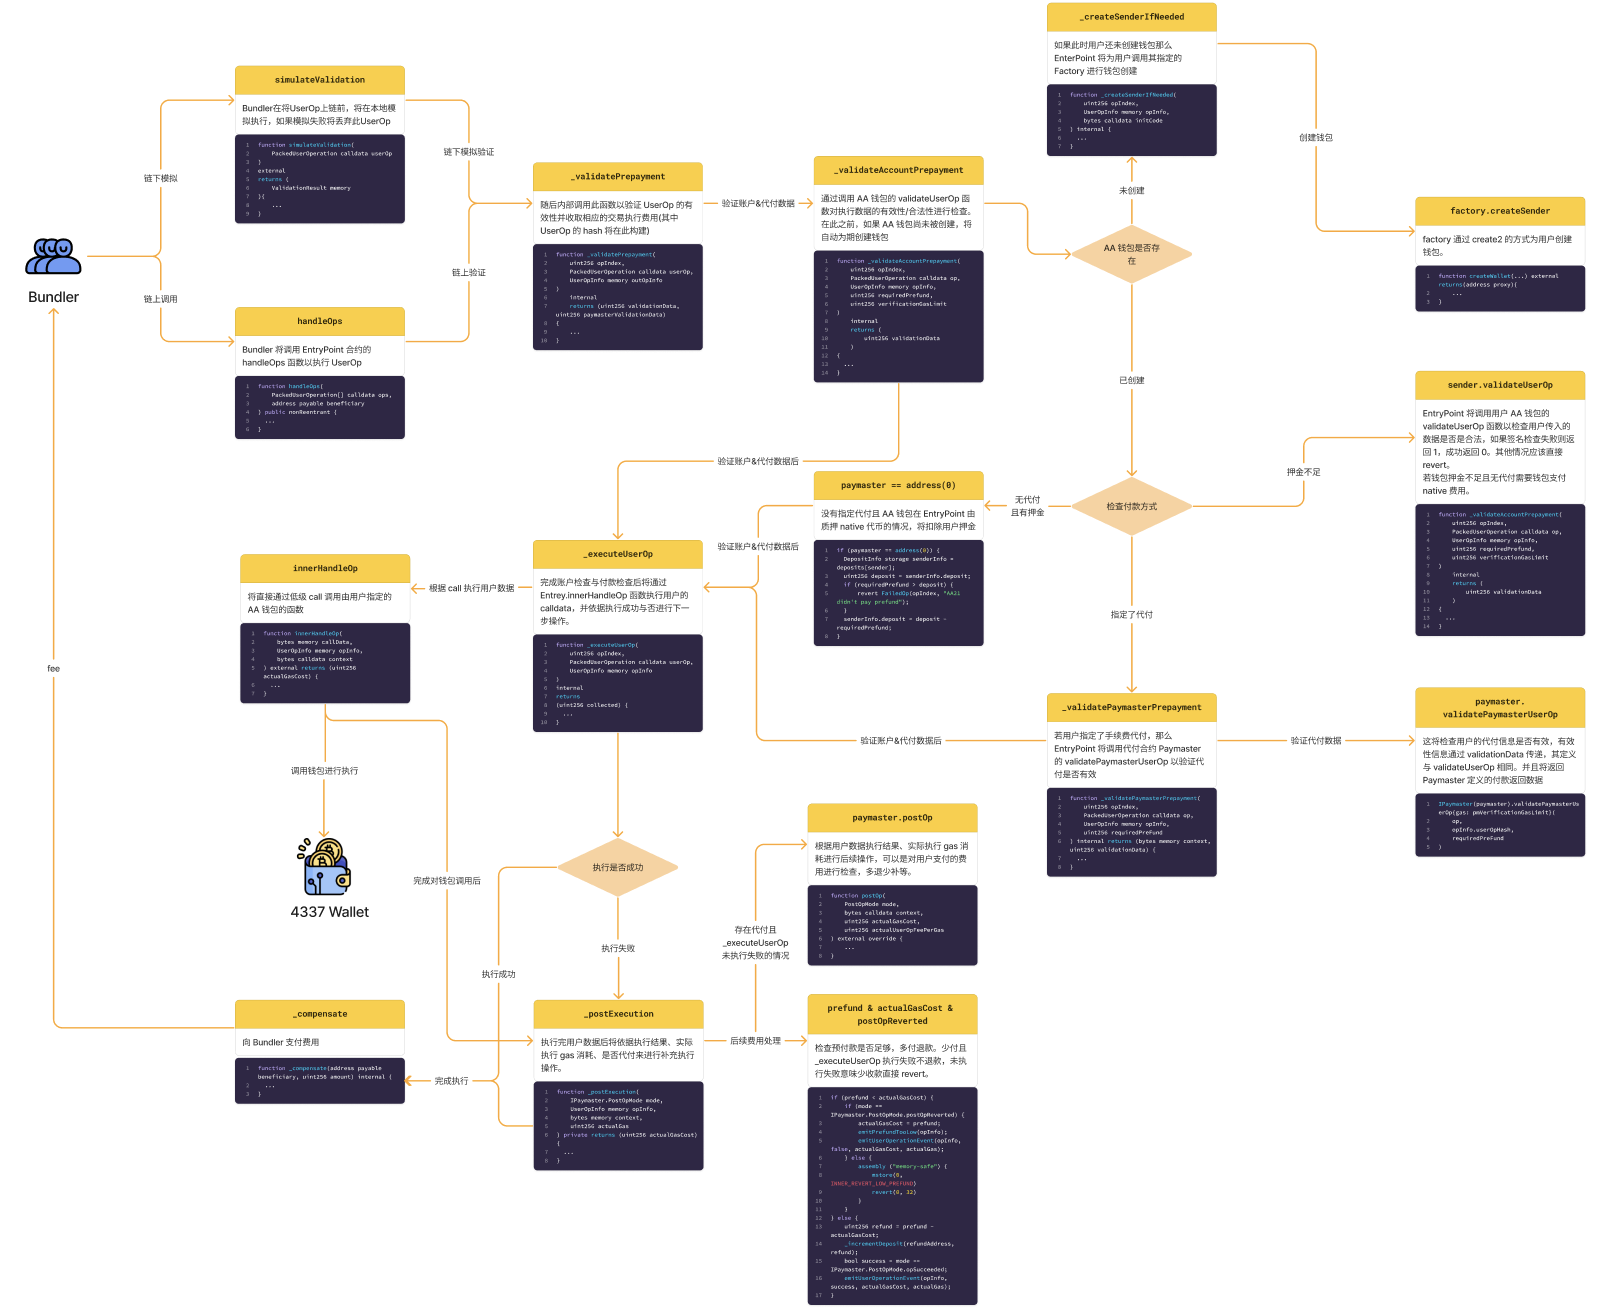 _createSenderIfNeeded
如果此时用户还未创建钱包那么
EnterPoint 将为用户调用其指定的
Factory 进行钱包创建
1 function _createSenderIfNeeded(
2 uint256 opIndex,
3 UserOpInfo memory opInfo,
4 bytes calldata initCode
5 ) internal {
6 ...
7 }
simulateValidation
Bundler在将UserOp上链前，将在本地模
拟执行，如果模拟失败将丢弃此UserOp
1 function simulateValidation(
2 PackedUserOperation calldata userOp
3 )
4 external
5 returns (
6 ValidationResult memory
7 ){
8 ...
9 }
链下模拟
链上调用
链下模拟验证
链上验证
Bundler
handleOps
Bundler 将调用 EntryPoint 合约的
handleOps 函数以执行 UserOp
1 function handleOps(
2 PackedUserOperation[] calldata ops,
3 address payable beneficiary
4 ) public nonReentrant {
5 ...
6 }
_validatePrepayment
随后内部调用此函数以验证 UserOp 的有
效性并收取相应的交易执行费用(其中
UserOp 的 hash 将在此构建)
1 function _validatePrepayment(
2 uint256 opIndex,
3 PackedUserOperation calldata userOp,
4 UserOpInfo memory outOpInfo
5 )
6 internal
7 returns (uint256 validationData,
uint256 paymasterValidationData)
8 {
9 ...
10 }
验证账户&代付数据
_validateAccountPrepayment
通过调用 AA 钱包的 validateUserOp 函
数对执行数据的有效性/合法性进行检查。
在此之前，如果 AA 钱包尚未被创建，将
自动为期创建钱包
1 function _validateAccountPrepayment(
2 uint256 opIndex,
3 PackedUserOperation calldata op,
4 UserOpInfo memory opInfo,
5 uint256 requiredPrefund,
6 uint256 verificationGasLimit
7 )
8 internal
9 returns (
10 uint256 validationData
11 )
12 {
13 ...
14 }
未创建
AA 钱包是否存
在
创建钱包
已创建
factory.createSender
factory 通过 create2 的方式为用户创建
钱包。
1 function createWallet(...) external
returns(address proxy){
2 ...
3 }
sender.validateUserOp
EntryPoint 将调用用户 AA 钱包的
validateUserOp 函数以检查用户传入的
数据是否是合法，如果签名检查失败则返
回 1，成功返回 0。其他情况应该直接
revert。
若钱包押金不足且无代付需要钱包支付
native 费用。
1 function _validateAccountPrepayment(
2 uint256 opIndex,
3 PackedUserOperation calldata op,
4 UserOpInfo memory opInfo,
5 uint256 requiredPrefund,
6 uint256 verificationGasLimit
7 )
8 internal
9 returns (
10 uint256 validationData
11 )
12 {
13 ...
14 }
押金不足
检查付款方式
无代付
且有押金
指定了代付
验证账户&代付数据后
paymaster == address(0)
没有指定代付且 AA 钱包在 EntryPoint 由
质押 native 代币的情况，将扣除用户押金
1 if (paymaster == address(0)) {
2 DepositInfo storage senderInfo =
deposits[sender];
3 uint256 deposit = senderInfo.deposit;
4 if (requiredPrefund > deposit) {
5 revert FailedOp(opIndex, "AA21
didn't pay prefund");
6 }
7 senderInfo.deposit = deposit -
requiredPrefund;
8 }
验证账户&代付数据后
_executeUserOp
完成账户检查与付款检查后将通过
Entrey.innerHandleOp 函数执行用户的
calldata，并依据执行成功与否进行下一
步操作。
1 function _executeUserOp(
2 uint256 opIndex,
3 PackedUserOperation calldata userOp,
4 UserOpInfo memory opInfo
5 )
6 internal
7 returns
8 (uint256 collected) {
9 ...
10 }
根据 call 执行用户数据
innerHandleOp
将直接通过低级 call 调用由用户指定的
AA 钱包的函数
1 function innerHandleOp(
2 bytes memory callData,
3 UserOpInfo memory opInfo,
4 bytes calldata context
5 ) external returns (uint256
actualGasCost) {
6 ...
7 }
fee
验证账户&代付数据后
_validatePaymasterPrepayment
若用户指定了手续费代付，那么
EntryPoint 将调用代付合约 Paymaster
的 validatePaymasterUserOp 以验证代
付是否有效
1 function _validatePaymasterPrepayment(
2 uint256 opIndex,
3 PackedUserOperation calldata op,
4 UserOpInfo memory opInfo,
5 uint256 requiredPreFund
6 ) internal returns (bytes memory context,
uint256 validationData) {
7 ...
8 }
验证代付数据
paymaster.
validatePaymasterUserOp
这将检查用户的代付信息是否有效，有效
性信息通过 validationData 传递，其定义
与 validateUserOp 相同。并且将返回
Paymaster 定义的付款返回数据
1 IPaymaster(paymaster).validatePaymasterUs
erOp{gas: pmVerificationGasLimit}(
2 op,
3 opInfo.userOpHash,
4 requiredPreFund
5 )
调用钱包进行执行
4337 Wallet
完成对钱包调用后
执行是否成功
执行失败
执行成功
paymaster.postOp
根据用户数据执行结果、实际执行 gas 消
耗进行后续操作，可以是对用户支付的费
用进行检查，多退少补等。
1 function postOp(
2 PostOpMode mode,
3 bytes calldata context,
4 uint256 actualGasCost,
5 uint256 actualUserOpFeePerGas
6 ) external override {
7 ...
8 }
存在代付且
_executeUserOp
未执行失败的情况
_compensate
向 Bundler 支付费用
1 function _compensate(address payable
beneficiary, uint256 amount) internal {
2 ...
3 }
完成执行
_postExecution
执行完用户数据后将依据执行结果、实际
执行 gas 消耗、是否代付来进行补充执行
操作。
1 function _postExecution(
2 IPaymaster.PostOpMode mode,
3 UserOpInfo memory opInfo,
4 bytes memory context,
5 uint256 actualGas
6 ) private returns (uint256 actualGasCost)
{
7 ...
8 }
后续费用处理
prefund & actualGasCost &
postOpReverted
检查预付款是否足够，多付退款。少付且
_executeUserOp 执行失败不退款，未执
行失败意味少收款直接 revert。
1 if (prefund < actualGasCost) {
2 if (mode ==
IPaymaster.PostOpMode.postOpReverted) {
3 actualGasCost = prefund;
4 emitPrefundTooLow(opInfo);
5 emitUserOperationEvent(opInfo,
false, actualGasCost, actualGas);
6 } else {
7 assembly ("memory-safe") {
8 mstore(0,
INNER_REVERT_LOW_PREFUND)
9 revert(0, 32)
10 }
11 }
12 } else {
13 uint256 refund = prefund -
actualGasCost;
14 _incrementDeposit(refundAddress,
refund);
15 bool success = mode ==
IPaymaster.PostOpMode.opSucceeded;
16 emitUserOperationEvent(opInfo,
success, actualGasCost, actualGas);
17 }